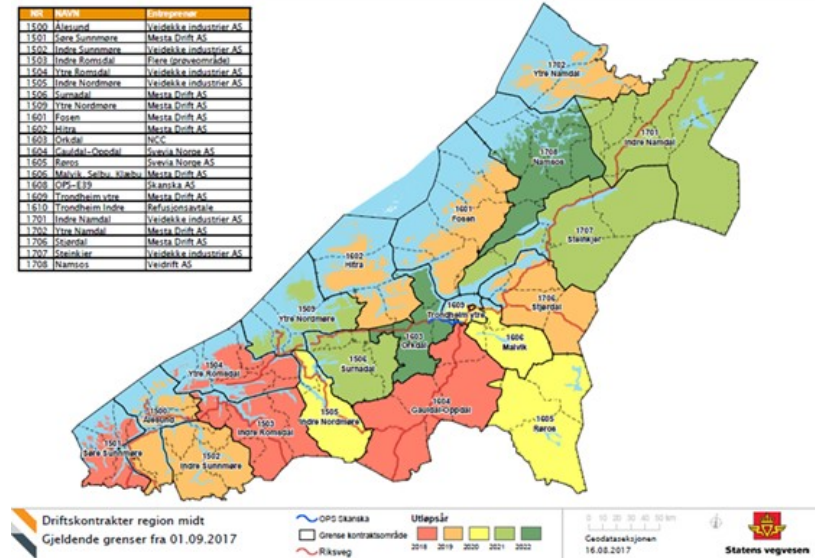 NR NAVN Entreprenør
1500 Ålesund Veidekke industrier AS
1501 Søre Sunnmøre Mesta Drift AS
1502 Indre Sunnmøre Veidekke industrier AS
1503 Indre Romsdal Flere (prøveområde)
1504 Ytre Romsdal Veidekke industrier AS
1505 Indre Nordmøre Veidekke industrier AS
1506 Surnadal Mesta Drift AS
1509 Ytre Nordmøre Mesta Drift AS
1601 Fosen Mesta Drift AS
1602 Hitra Mesta Drift AS
1603 Orkdal NCC
1604 Gauldal-Oppdal Svevia Norge AS
1605 Røros Svevia Norge AS
1606 Malvik, Selbu, Klæbu Mesta Drift AS
1608 OPS-E39 Skanska AS
1609 Trondheim ytre Mesta Drift AS
1610 Trondheim Indre Refusjonsavtale
1701 Indre Namdal Veidekke industrier AS
1702 Ytre Namdal Mesta Drift AS
1706 Stjørdal Mesta Drift AS
1707 Steinkjer Veidekke industrier AS
1708 Namsos Veidrift AS
1702
Ytre Namdal
1701
Indre Namdal
1708
Namsos
1601
Fosen
1707
Steinkjer
1602
Hitra
1706
Stjørdal
1509
Ytre Nordmøre
1609
Trondheim ytre
1603
Orkdal
1606
Malvik
1506
Surnadal
1504
Ytre Romsdal
1604
Gauldal-Oppdal
1605
Røros
1505
Indre Nordmøre
1500
Ålesund
1503
Indre Romsdal
1501
Søre Sunnmøre
1502
Indre Sunnmøre
Driftskontrakter region midt
Gjeldende grenser fra 01.09.2017
OPS Skanska
Grense kontraktsområde
Riksveg
Utløpsår
2018 2019 2020 2021 2022
0 10 20 30 40 50 km
Geodataseksjonen
16.08.2017
Statens vegvesen